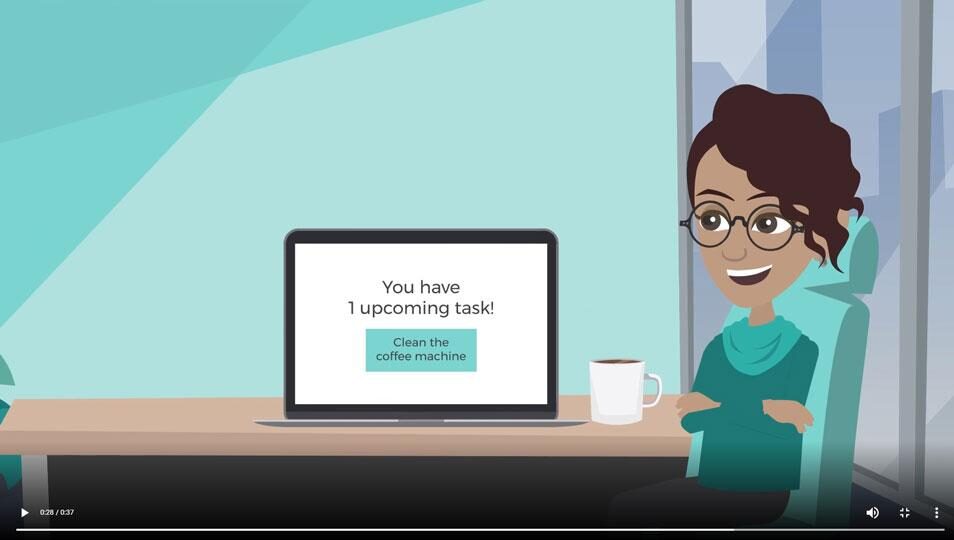 You have
1 upcoming task!
Clean the
coffee machine
0:28 / 0:37